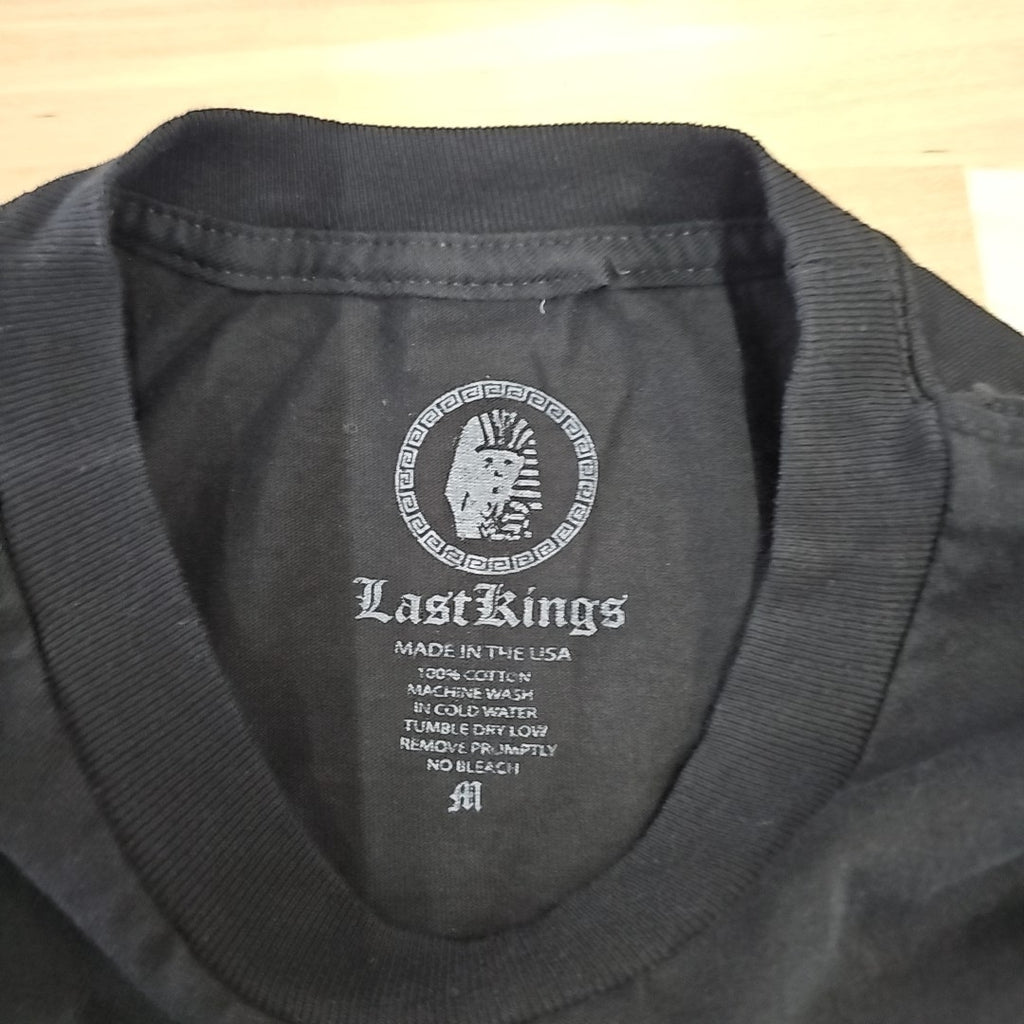 LastKings
MADE IN THE USA
100% COTTON
MACHINE WASH
IN COLD WATER
TUMBLE DRY LOW
REMOVE PROMPTLY
NO BLEACH
M